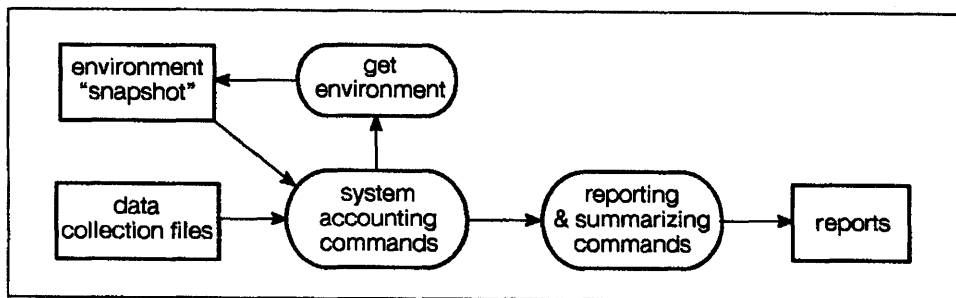 environment
“snapshot”
get
environment
data
collection files
system
accounting
commands
reporting
& summarizing
commands
reports